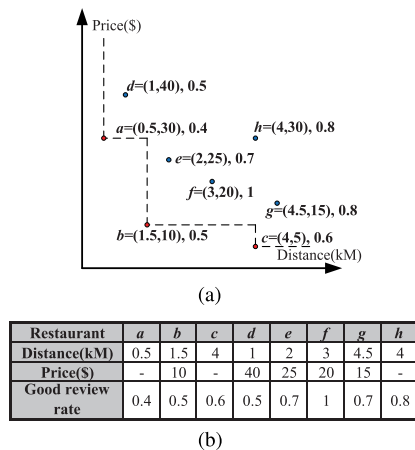 Price($)
d=(1,40), 0.5
a=(0.5,30), 0.4
h=(4,30), 0.8
e=(2,25), 0.7
f=(3,20), 1
g=(4.5,15), 0.8
b=(1.5,10), 0.5
c=(4,5), 0.6
Distance(kM)
(a)
Restaurant a b c d e f g h
Distance(kM) 0.5 1.5 4 1 2 3 4.5 4
Price($) - 10 - 40 25 20 15 -
Good review rate 0.4 0.5 0.6 0.5 0.7 1 0.7 0.8
(b)